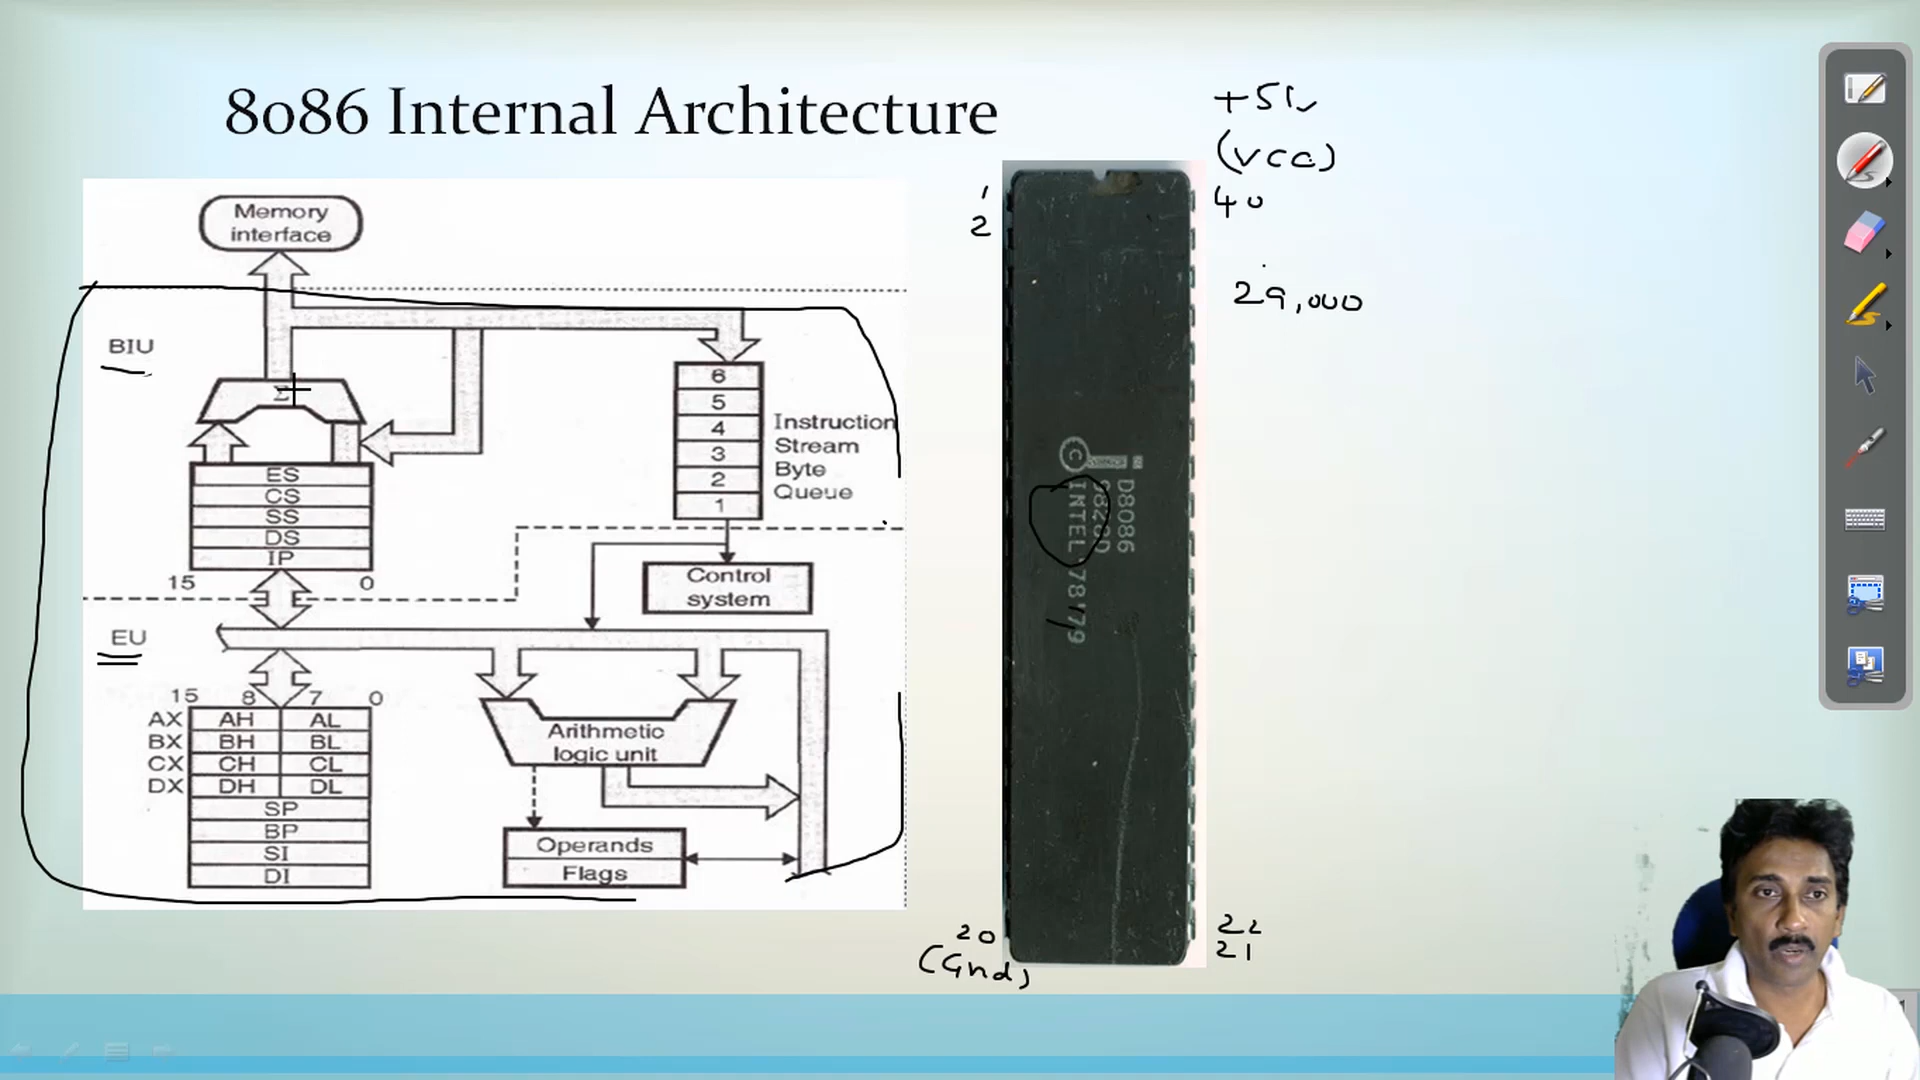 8086 Internal Architecture
Memory
interface
BIU
Σ
ES
CS
SS
DS
IP
15
0
6
5
4
3
2
1
Instruction
Stream
Byte
Queue
Control
system
EU
15 8 7 0
AX AH AL
BX BH BL
CX CH CL
DX DH DL
SP
BP
SI
DI
Arithmetic
logic unit
Operands
Flags
+5V
(VCC)
1
40
2
29,000
D8086
INTEL '78 '79
20
(Gnd)
22
21